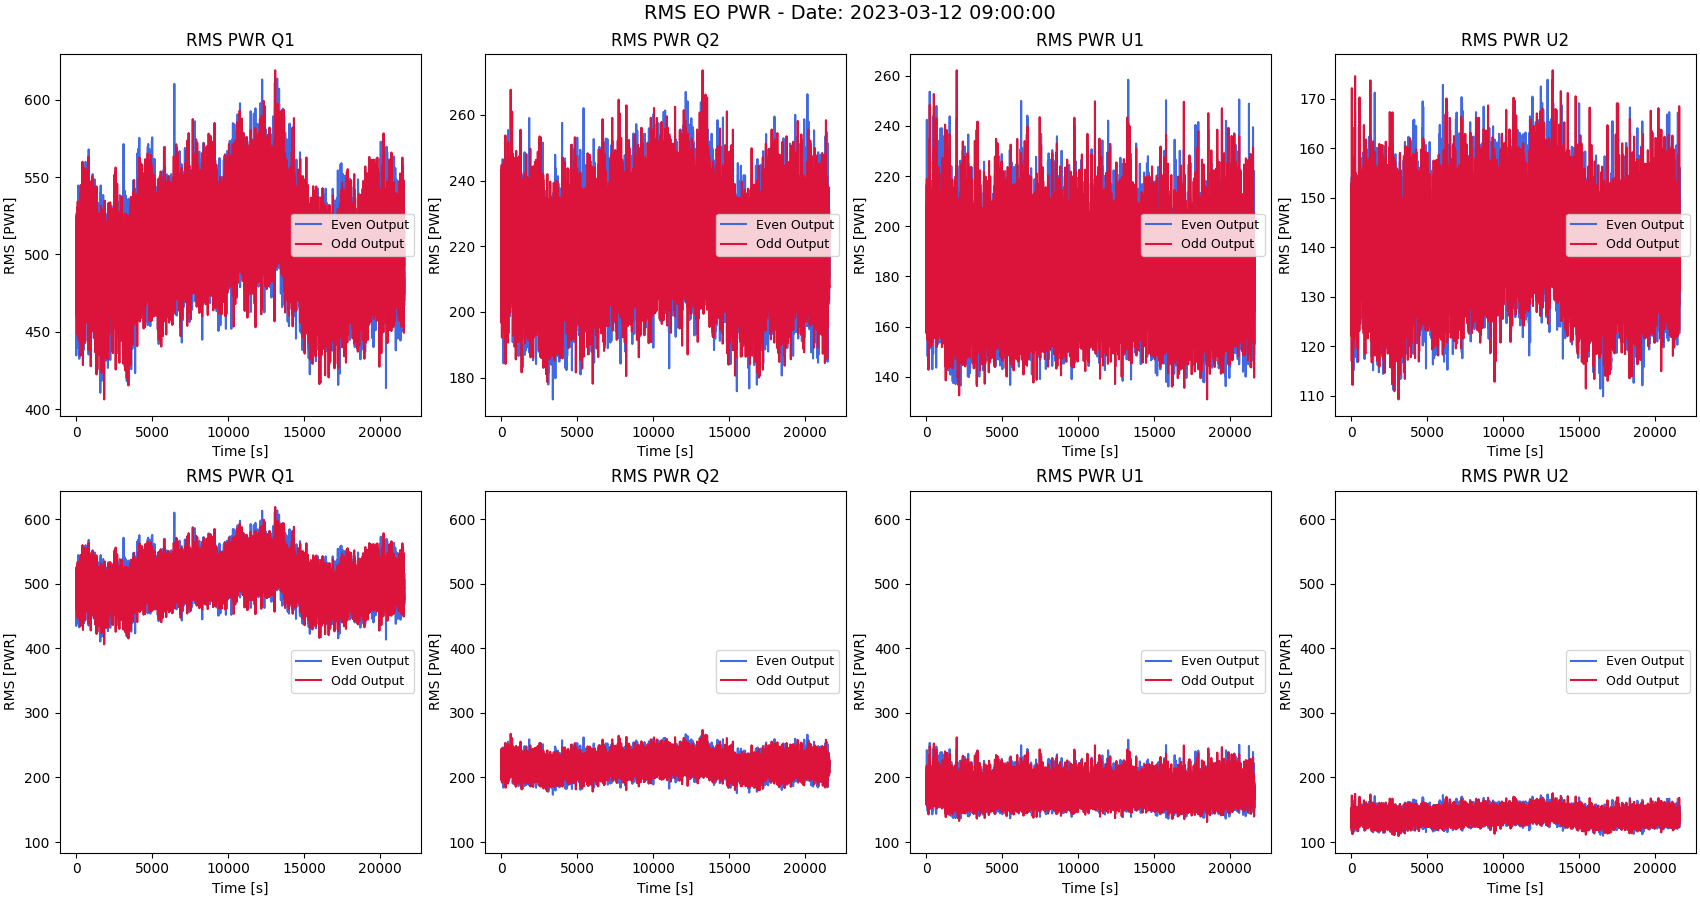 RMS EO PWR - Date: 2023-03-12 09:00:00
RMS PWR Q1
RMS [PWR]
600
550
500
450
400
Even Output
Odd Output
0 5000 10000 15000 20000
Time [s]
RMS PWR Q2
RMS [PWR]
260
240
220
200
180
Even Output
Odd Output
0 5000 10000 15000 20000
Time [s]
RMS PWR U1
RMS [PWR]
260
240
220
200
180
160
140
Even Output
Odd Output
0 5000 10000 15000 20000
Time [s]
RMS PWR U2
RMS [PWR]
170
160
150
140
130
120
110
Even Output
Odd Output
0 5000 10000 15000 20000
Time [s]
RMS PWR Q1
RMS [PWR]
600
500
400
300
200
100
Even Output
Odd Output
0 5000 10000 15000 20000
Time [s]
RMS PWR Q2
RMS [PWR]
600
500
400
300
200
100
Even Output
Odd Output
0 5000 10000 15000 20000
Time [s]
RMS PWR U1
RMS [PWR]
600
500
400
300
200
100
Even Output
Odd Output
0 5000 10000 15000 20000
Time [s]
RMS PWR U2
RMS [PWR]
600
500
400
300
200
100
Even Output
Odd Output
0 5000 10000 15000 20000
Time [s]